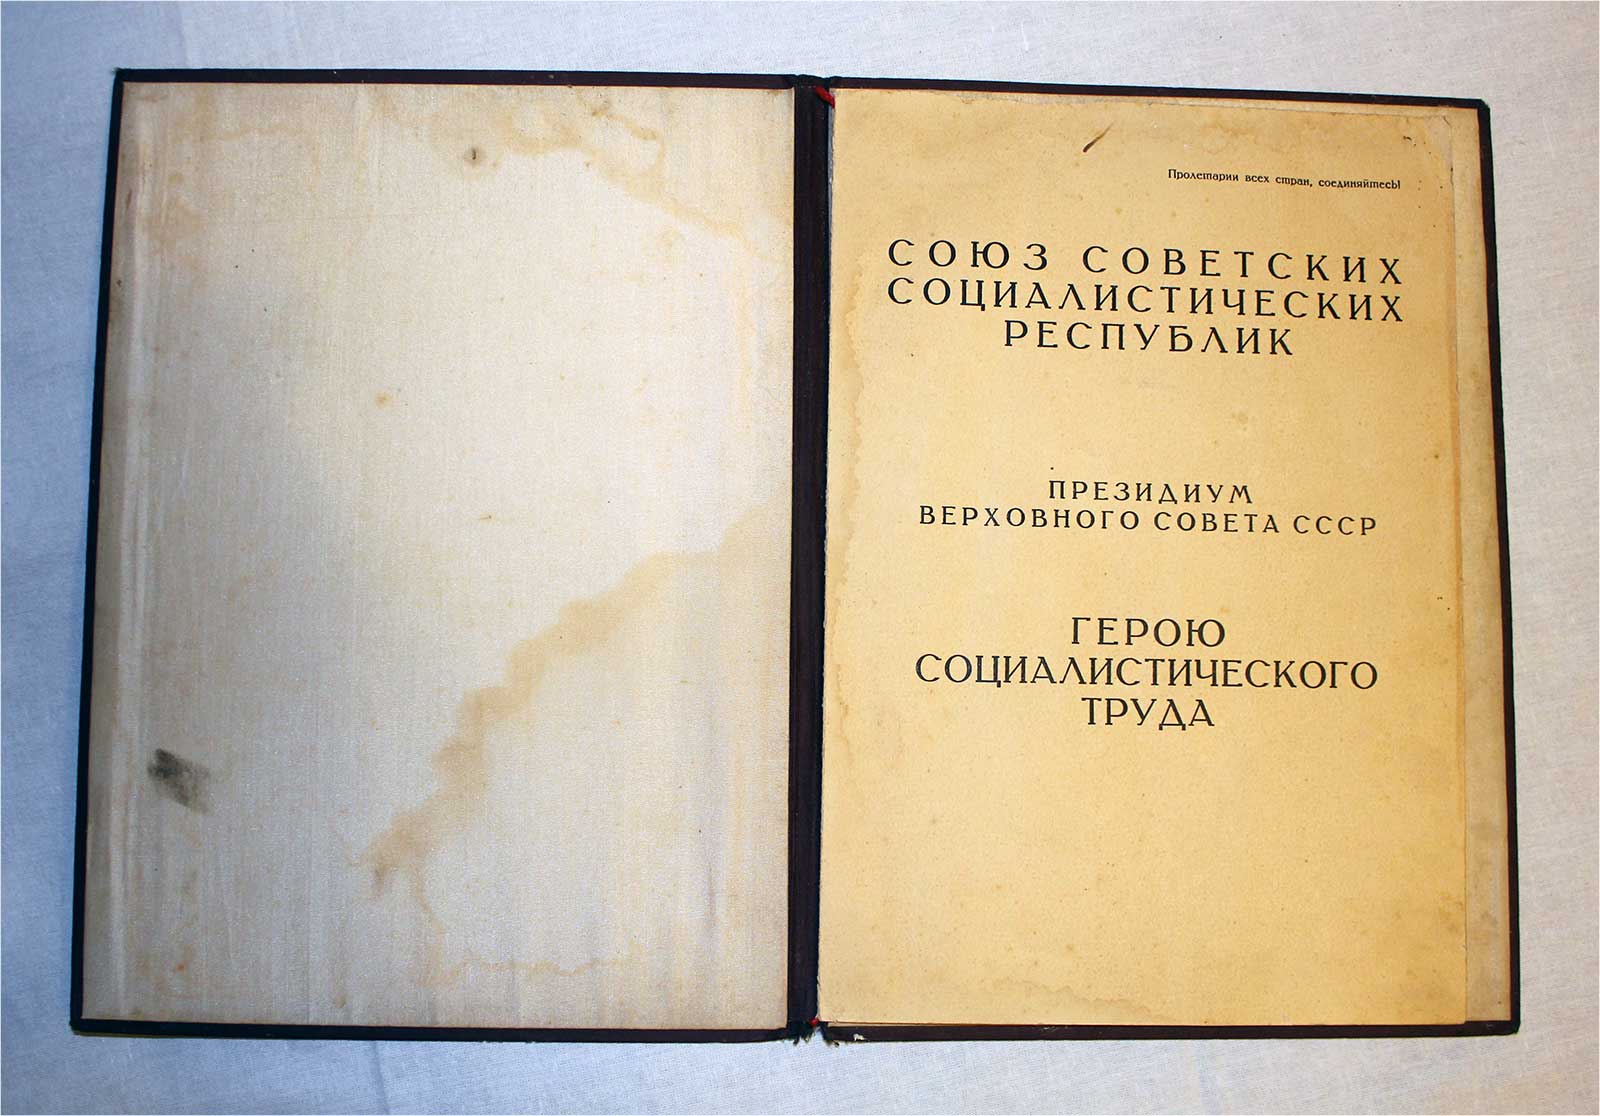 Пролетарии всех стран, соединяйтесь!
СОЮЗ СОВЕТСКИХ
СОЦИАЛИСТИЧЕСКИХ
РЕСПУБЛИК
ПРЕЗИДИУМ
ВЕРХОВНОГО СОВЕТА СССР
ГЕРОЮ
СОЦИАЛИСТИЧЕСКОГО
ТРУДА